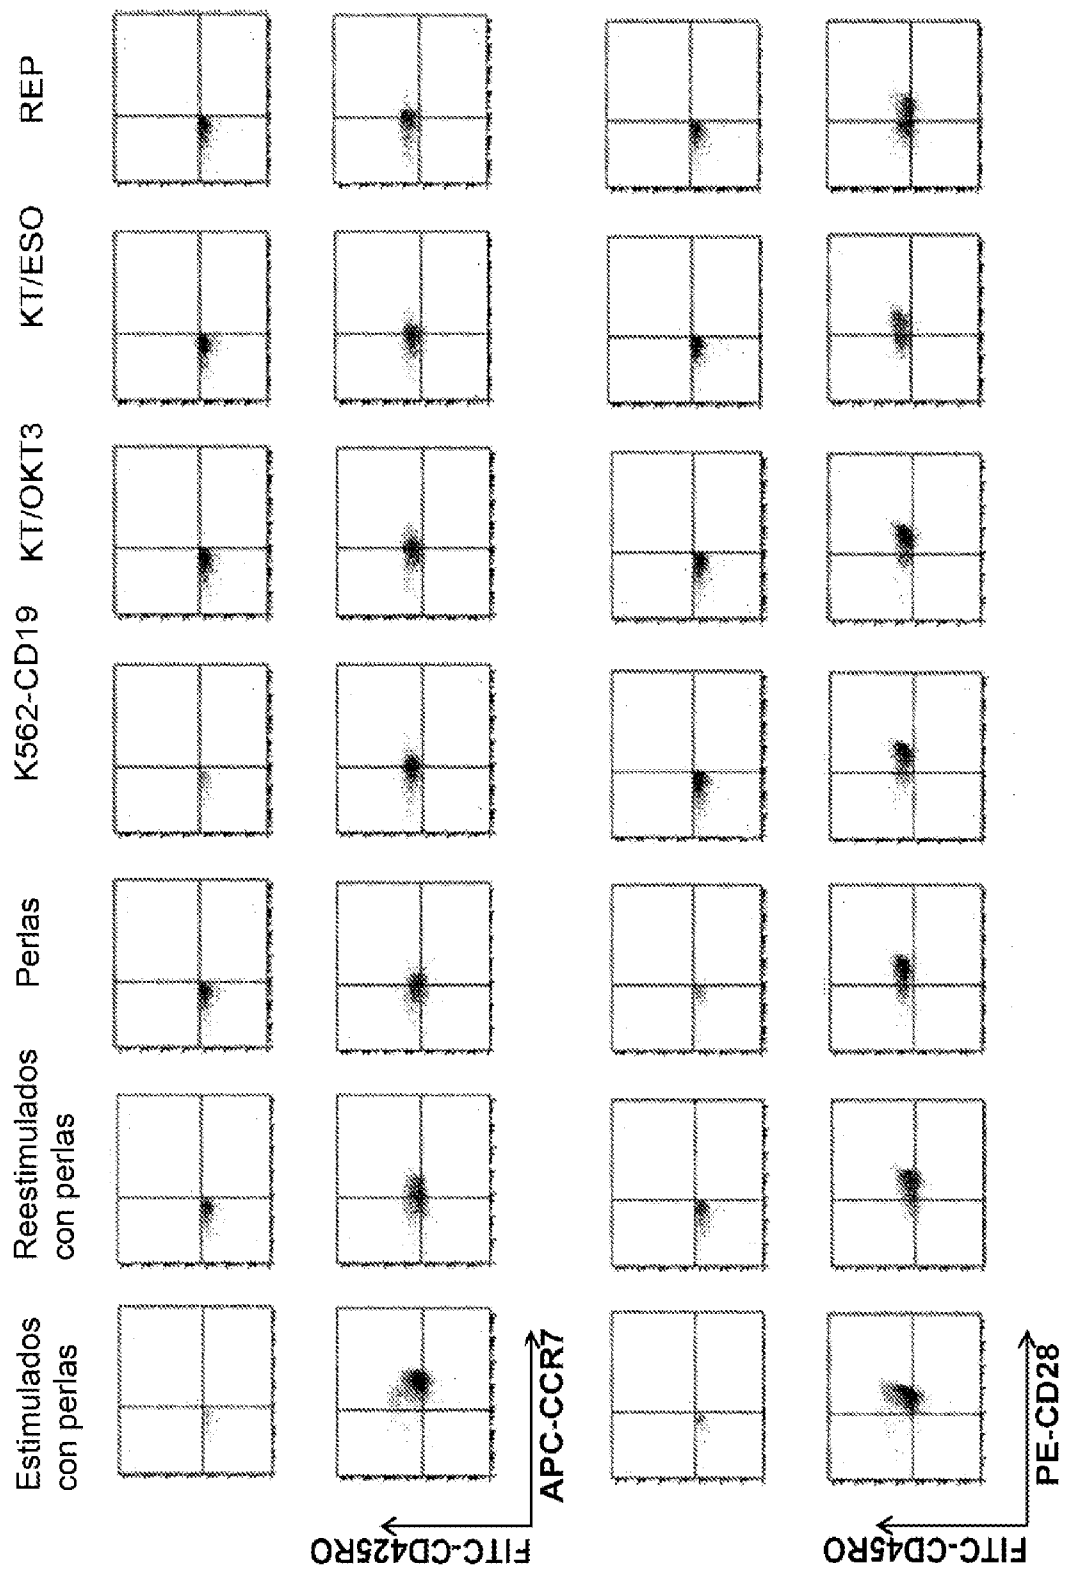 Estimulados
con perlas
Reestimulados
con perlas
Perlas
K562-CD19
KT/OKT3
KT/ESO
REP
FITC-CD425RO
APC-CCR7
FITC-CD45RO
PE-CD28